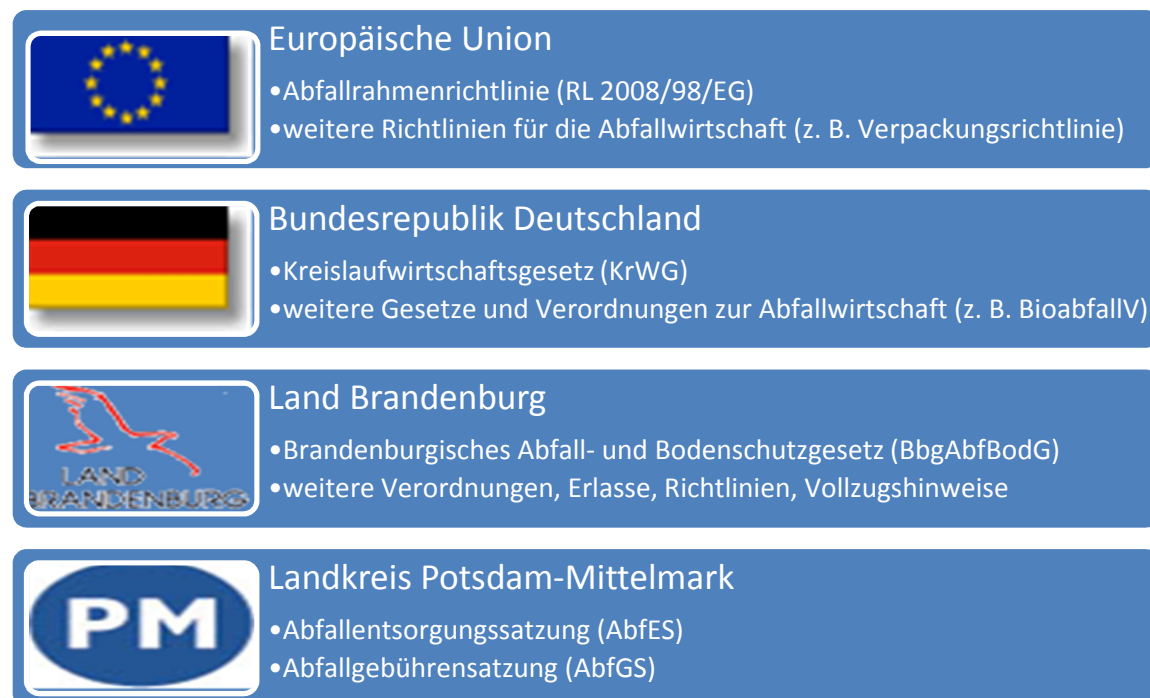 Europäische Union
•Abfallrahmenrichtlinie (RL 2008/98/EG)
•weitere Richtlinien für die Abfallwirtschaft (z. B. Verpackungsrichtlinie)
Bundesrepublik Deutschland
•Kreislaufwirtschaftsgesetz (KrWG)
•weitere Gesetze und Verordnungen zur Abfallwirtschaft (z. B. BioabfallV)
LAND
BRANDENBURG
Land Brandenburg
•Brandenburgisches Abfall- und Bodenschutzgesetz (BbgAbfBodG)
•weitere Verordnungen, Erlasse, Richtlinien, Vollzugshinweise
PM
Landkreis Potsdam-Mittelmark
•Abfallentsorgungssatzung (AbfES)
•Abfallgebührensatzung (AbfGS)